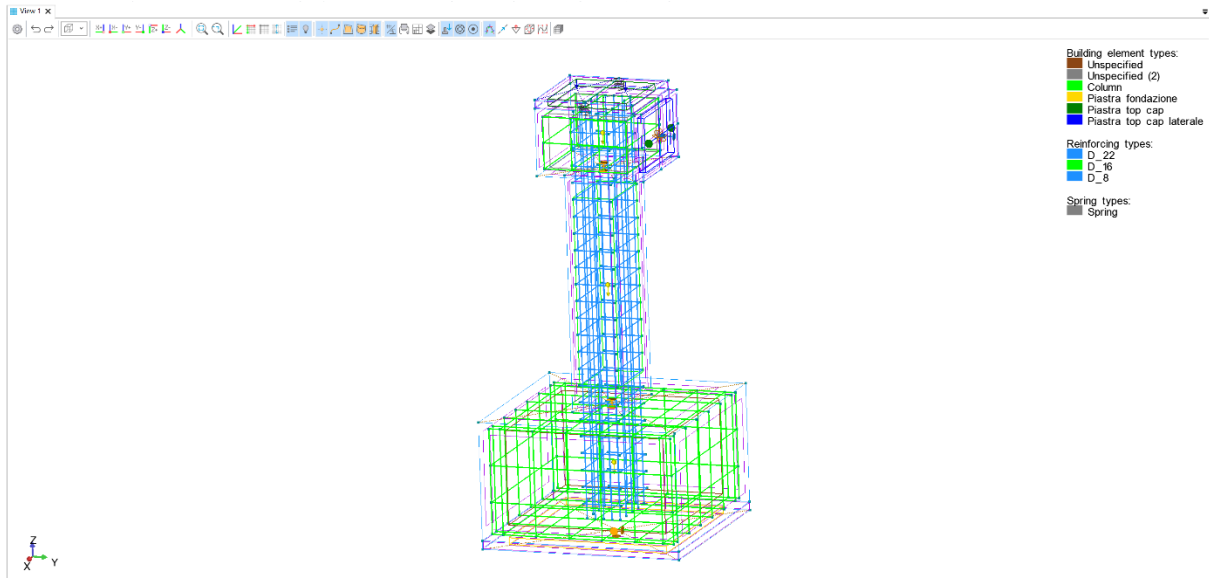 View 1
Building element types:
Unspecified
Unspecified (2)
Column
Piastra fondazione
Piastra top cap
Piastra top cap laterale
Reinforcing types:
D_22
D_16
D_8
Spring types:
Spring
Z
X
Y